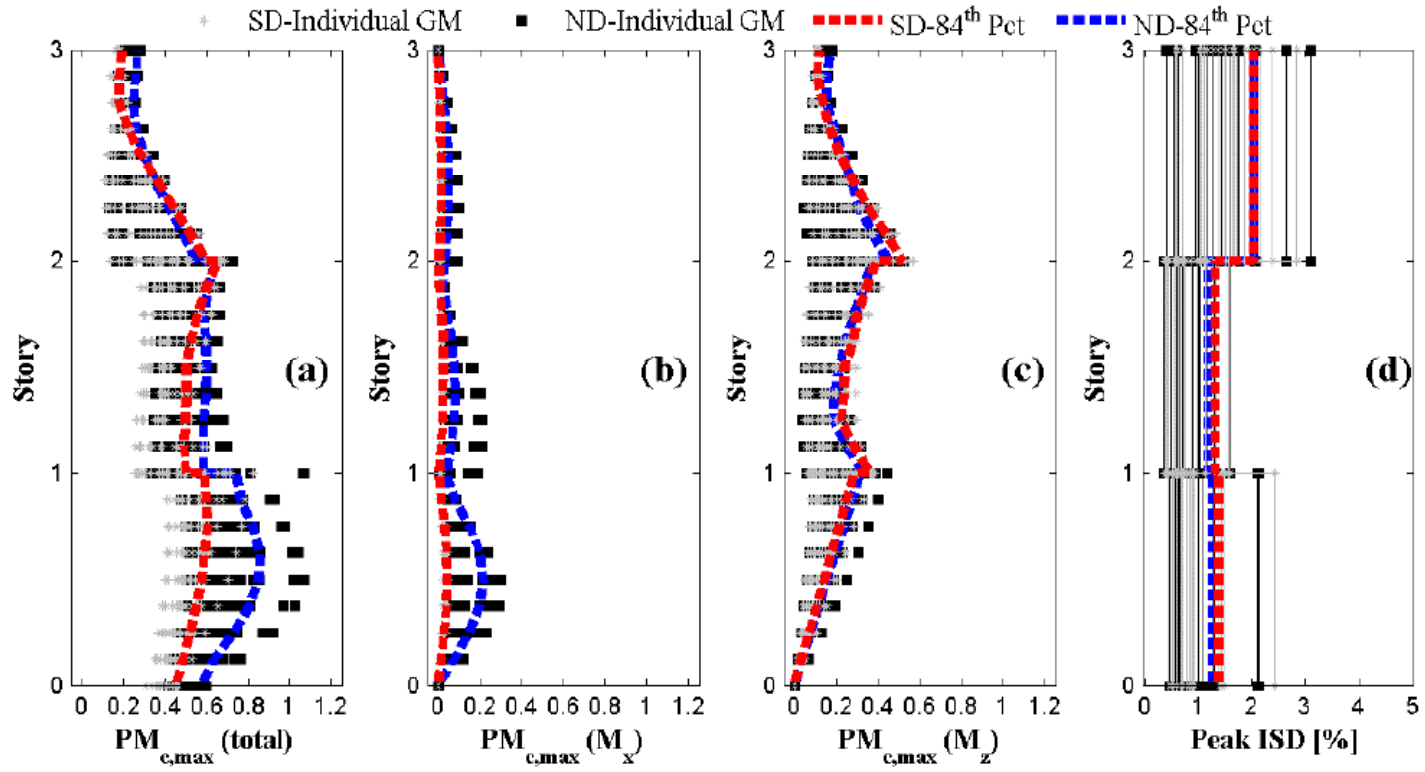 SD-Individual GM ND-Individual GM SD-84th Pct ND-84th Pct
3 3 3 3
2 2 2 2
1 1 1 1
0 0 0 0
Story Story Story Story
(a) (b) (c) (d)
0 0.2 0.4 0.6 0.8 1 1.2 0 0.2 0.4 0.6 0.8 1 1.2 0 0.2 0.4 0.6 0.8 1 1.2 0 1 2 3 4 5
PMc,max (total) PMc,max (Mx) PMc,max (Mz) Peak ISD [%]